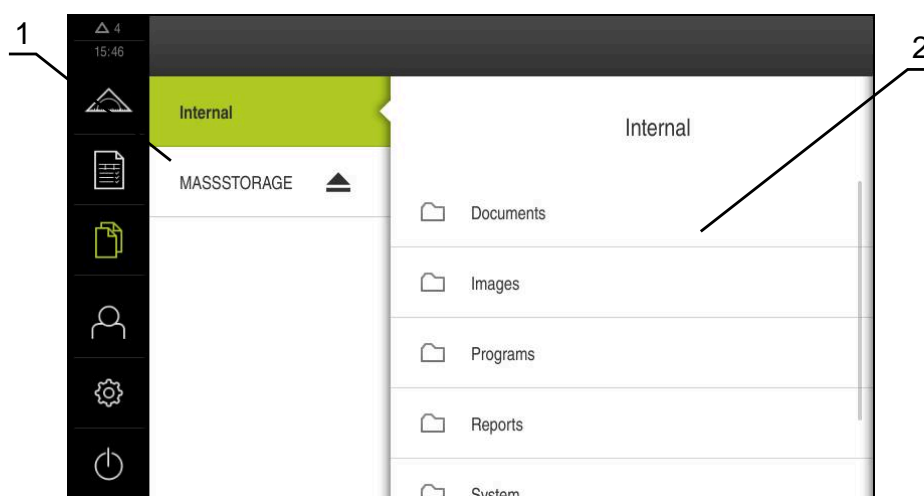 1
2
4
15:46
Internal
MASSSTORAGE
Internal
Documents
Images
Programs
Reports
System